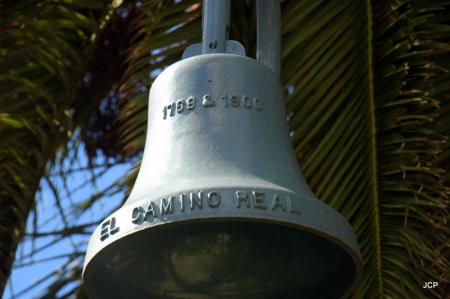 1769 & 1906
EL CAMINO REAL
JCP